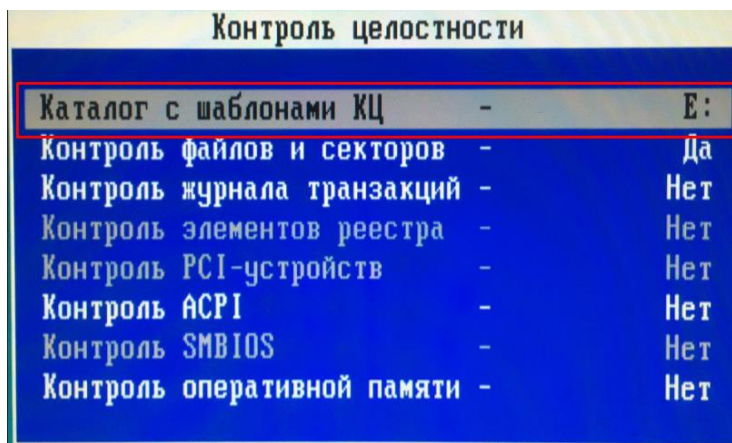 Контроль целостности
Каталог с шаблонами КЦ - E:
Контроль файлов и секторов - Да
Контроль журнала транзакций - Нет
Контроль элементов реестра - Нет
Контроль PCI-устройств - Нет
Контроль ACPI - Нет
Контроль SMBIOS - Нет
Контроль оперативной памяти - Нет